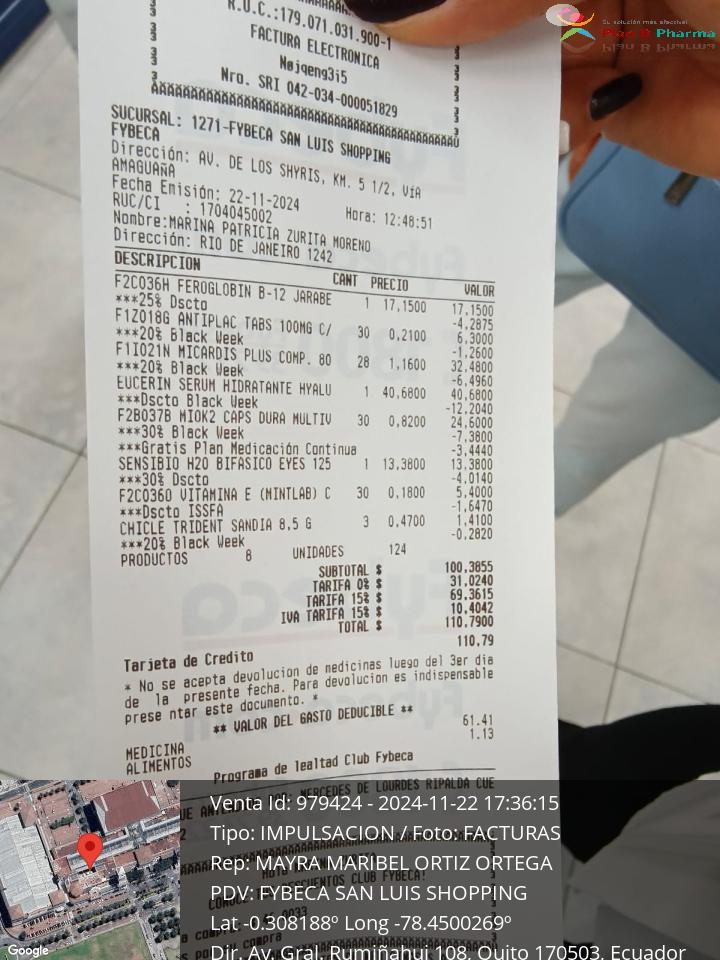 Su solución más efectiva!
Plan B Pharma
R.U.C.:179.071.031.900-1
FACTURA ELECTRONICA
Nøjqeng3i5
Nro. SRI 042-034-000051829
SUCURSAL: 1271-FYBECA SAN LUIS SHOPPING
FYBECA
Dirección: AV. DE LOS SHYRIS, KM. 5 1/2, VíA
AMAGUAÑA
Fecha Emisión: 22-11-2024 Hora: 12:48:51
RUC/CI : 1704045002
Nombre:MARINA PATRICIA ZURITA MORENO
Dirección: RIO DE JANEIRO 1242
DESCRIPCION CANT PRECIO VALOR
F2C036H FEROGLOBIN B-12 JARABE 1 17,1500 17,1500
***25% Dscto -4,2875
F1Z018G ANTIPLAC TABS 100MG C/ 30 0,2100 6,3000
***20% Black Week -1,2600
F1I021N MICARDIS PLUS COMP. 80 28 1,1600 32,4800
***20% Black Week -6,4960
EUCERIN SERUM HIDRATANTE HYALU 1 40,6800 40,6800
***Dscto Black Week -12,2040
F2B037B MIOK2 CAPS DURA MULTIV 30 0,8200 24,6000
***30% Black Week -7,3800
***Gratis Plan Medicación Continua -3,4440
SENSIBIO H2O BIFASICO EYES 125 1 13,3800 13,3800
***30% Dscto -4,0140
F2C036O VITAMINA E (MINTLAB) C 30 0,1800 5,4000
***Dscto ISSFA -1,6470
CHICLE TRIDENT SANDIA 8,5 G 3 0,4700 1,4100
***20% Black Week -0,2820
PRODUCTOS 8 UNIDADES 124
SUBTOTAL $ 100,3855
TARIFA 0% $ 31,0240
TARIFA 15% $ 69,3615
IVA TARIFA 15% $ 10,4042
TOTAL $ 110,7900
Tarjeta de Credito 110,79
* No se acepta devolucion de medicinas luego del 3er dia
de la presente fecha. Para devolucion es indispensable
prese ntar este documento. *
** VALOR DEL GASTO DEDUCIBLE **
MEDICINA 61.41
ALIMENTOS 1.13
Programa de lealtad Club Fybeca
MERCEDES DE LOURDES RIPALDA CUE
Venta Id: 979424 - 2024-11-22 17:36:15
Tipo: IMPULSACION / Foto: FACTURAS
Rep: MAYRA MARIBEL ORTIZ ORTEGA
PDV: FYBECA SAN LUIS SHOPPING
Lat -0.308188º Long -78.4500269º
Dir. Av. Gral. Rumiñahui 108, Quito 170503, Ecuador
Google